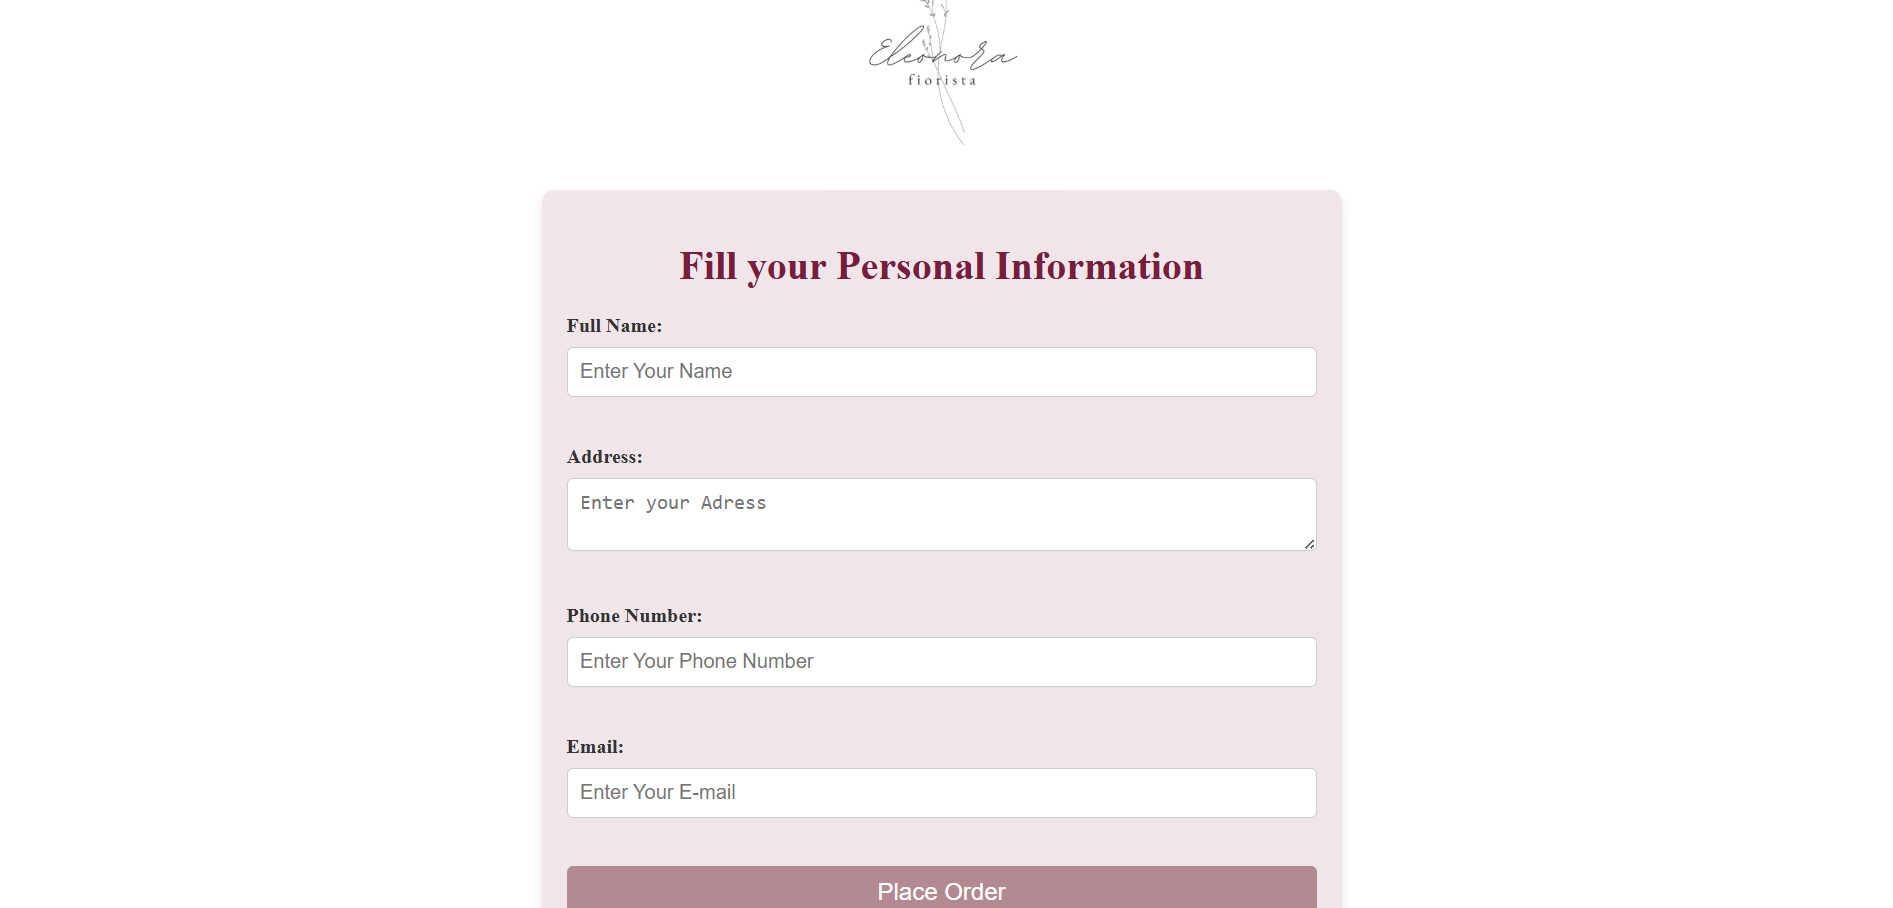 Eleonora
fiorista
Fill your Personal Information
Full Name:
Enter Your Name
Address:
Enter your Adress
Phone Number:
Enter Your Phone Number
Email:
Enter Your E-mail
Place Order